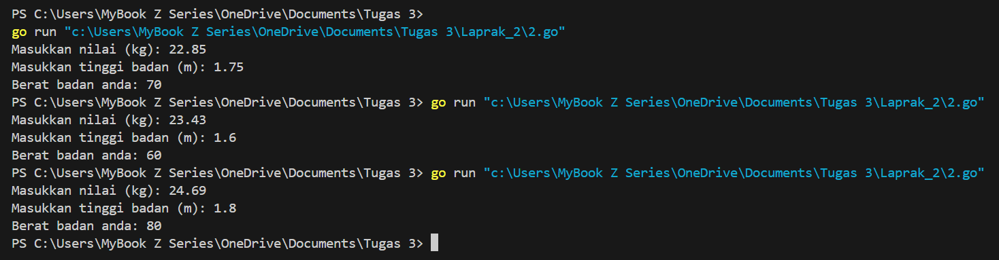 PS C:\Users\MyBook Z Series\OneDrive\Documents\Tugas 3>
go run "c:\Users\MyBook Z Series\OneDrive\Documents\Tugas 3\Laprak_2\2.go"
Masukkan nilai (kg): 22.85
Masukkan tinggi badan (m): 1.75
Berat badan anda: 70
PS C:\Users\MyBook Z Series\OneDrive\Documents\Tugas 3> go run "c:\Users\MyBook Z Series\OneDrive\Documents\Tugas 3\Laprak_2\2.go"
Masukkan nilai (kg): 23.43
Masukkan tinggi badan (m): 1.6
Berat badan anda: 60
PS C:\Users\MyBook Z Series\OneDrive\Documents\Tugas 3> go run "c:\Users\MyBook Z Series\OneDrive\Documents\Tugas 3\Laprak_2\2.go"
Masukkan nilai (kg): 24.69
Masukkan tinggi badan (m): 1.8
Berat badan anda: 80
PS C:\Users\MyBook Z Series\OneDrive\Documents\Tugas 3>